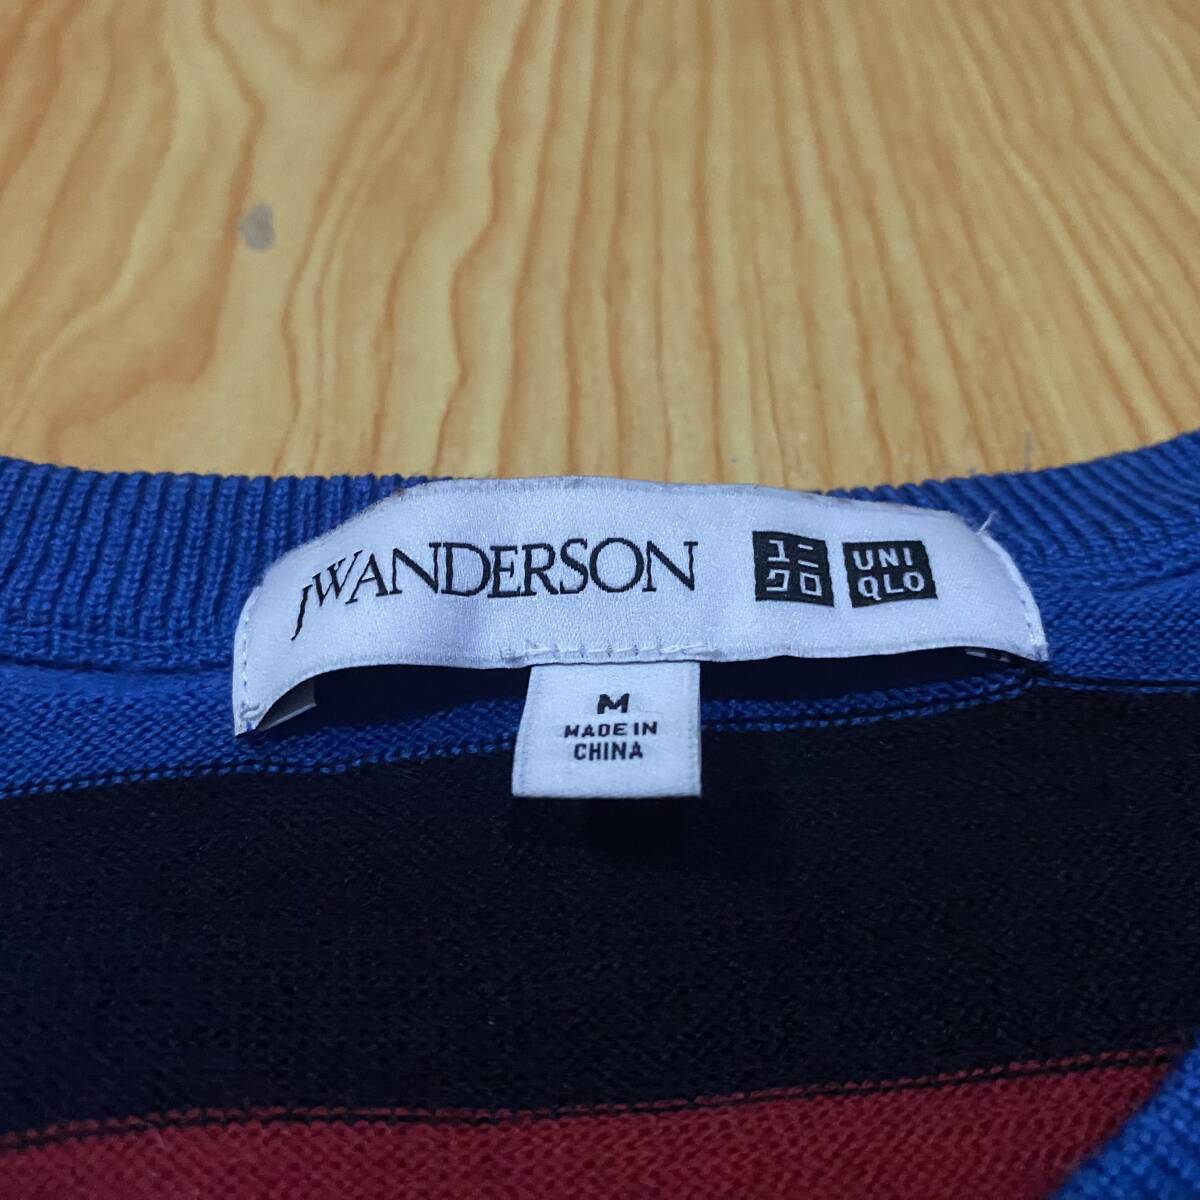 JWANDERSON
ユニ
クロ
UNI
QLO
M
MADE IN
CHINA